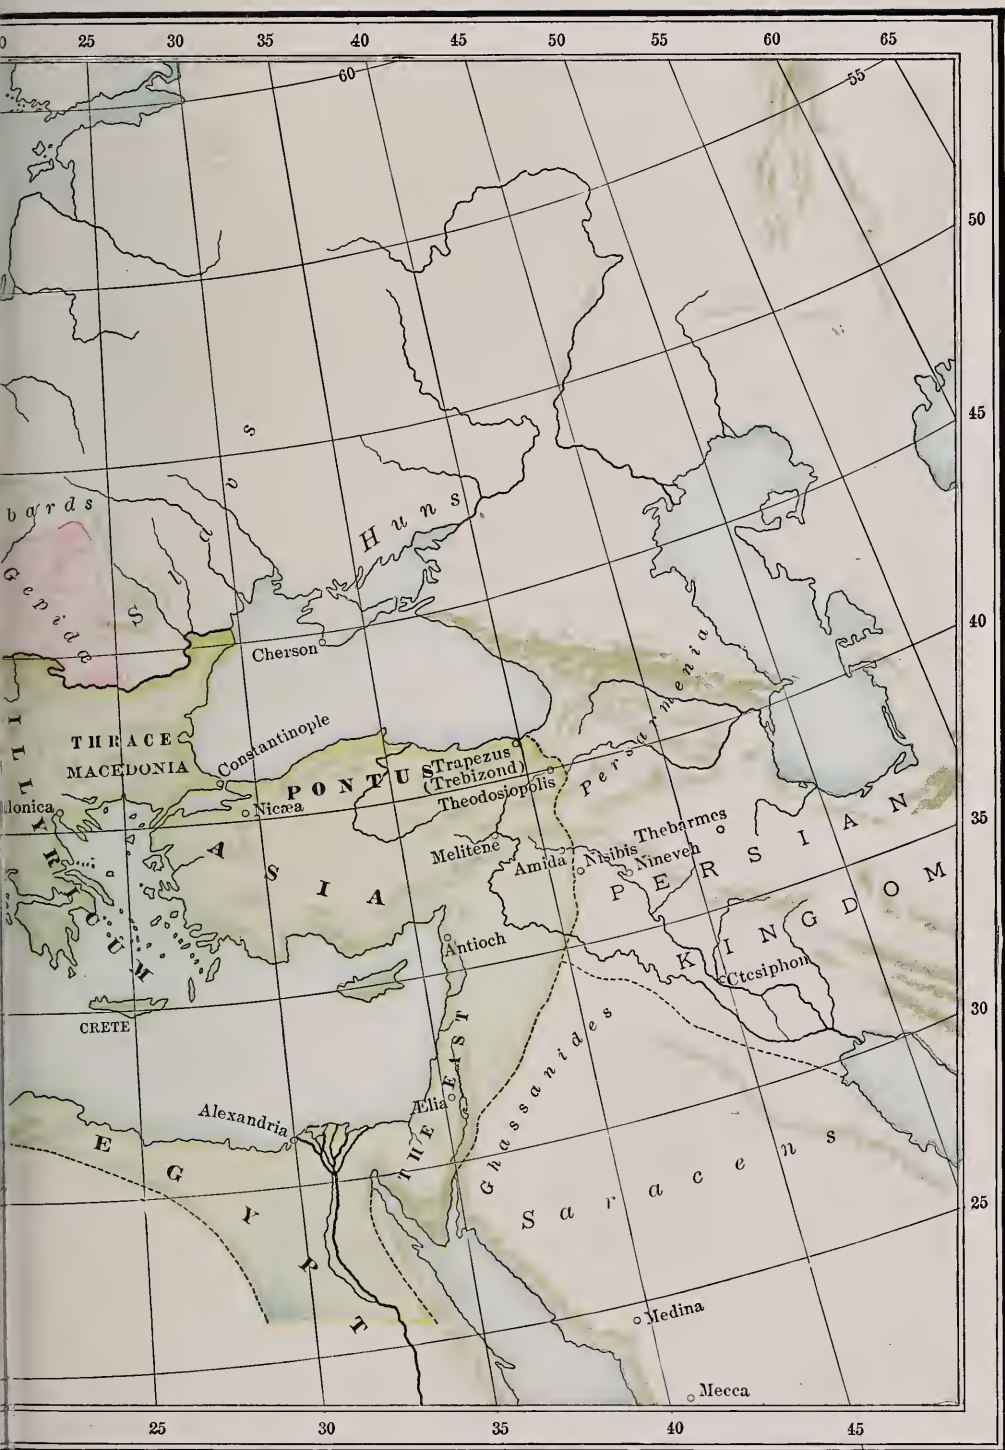 0 25 30 35 40 45 50 55 60 65
60
55
50
45
40
35
30
25
bards
Gepidæ
Slavs
Huns
Cherson
Persarmenia
ILLYRICUM
THRACE
MACEDONIA
Constantinople
PONTUS
Trapezus
(Trebizond)
Theodosiopolis
lonica
Nicæa
ASIA
Melitene
Amida
Nisibis
Nineveh
Thebarmes
PERSIAN
KINGDOM
Antioch
Ctesiphon
CRETE
THE EAST
Ælia
Alexandria
Ghassanides
EGYPT
Saracens
Medina
Mecca
25 30 35 40 45